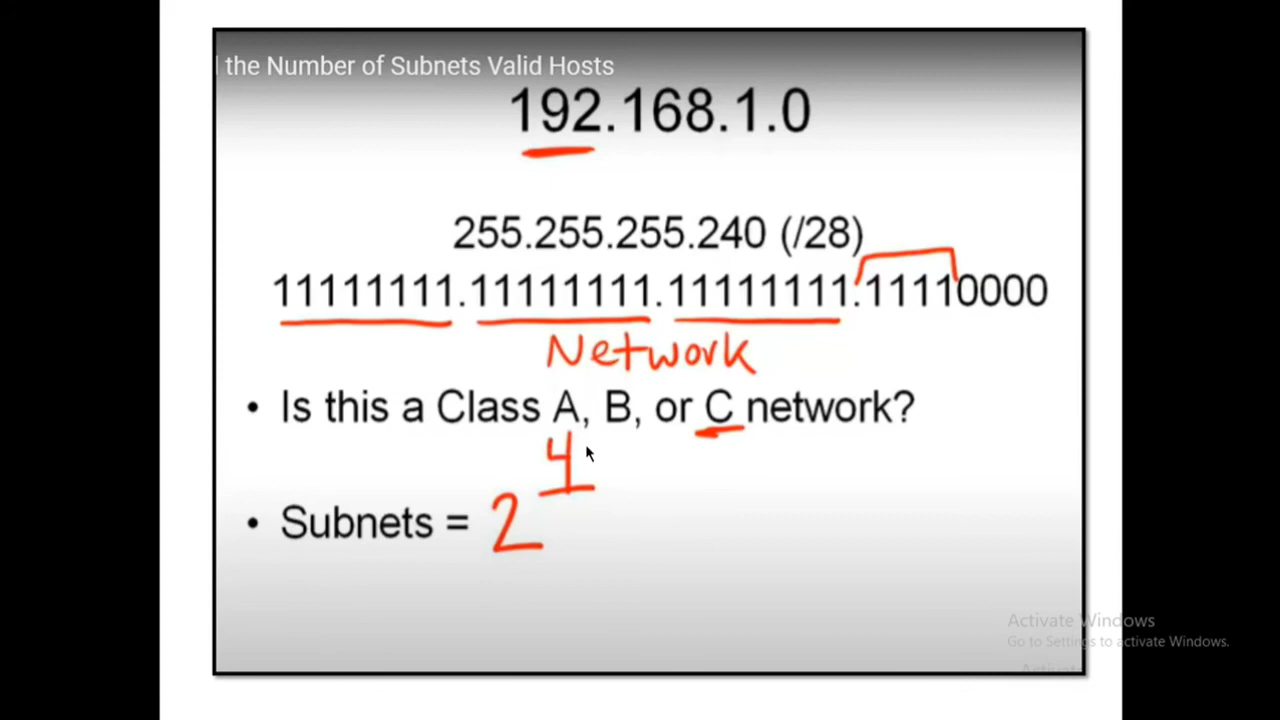 the Number of Subnets Valid Hosts
192.168.1.0
255.255.255.240 (/28)
11111111.11111111.11111111.11110000
Network
• Is this a Class A, B, or C network?
4
• Subnets = 2
Activate Windows
Go to Settings to activate Windows.
Activate